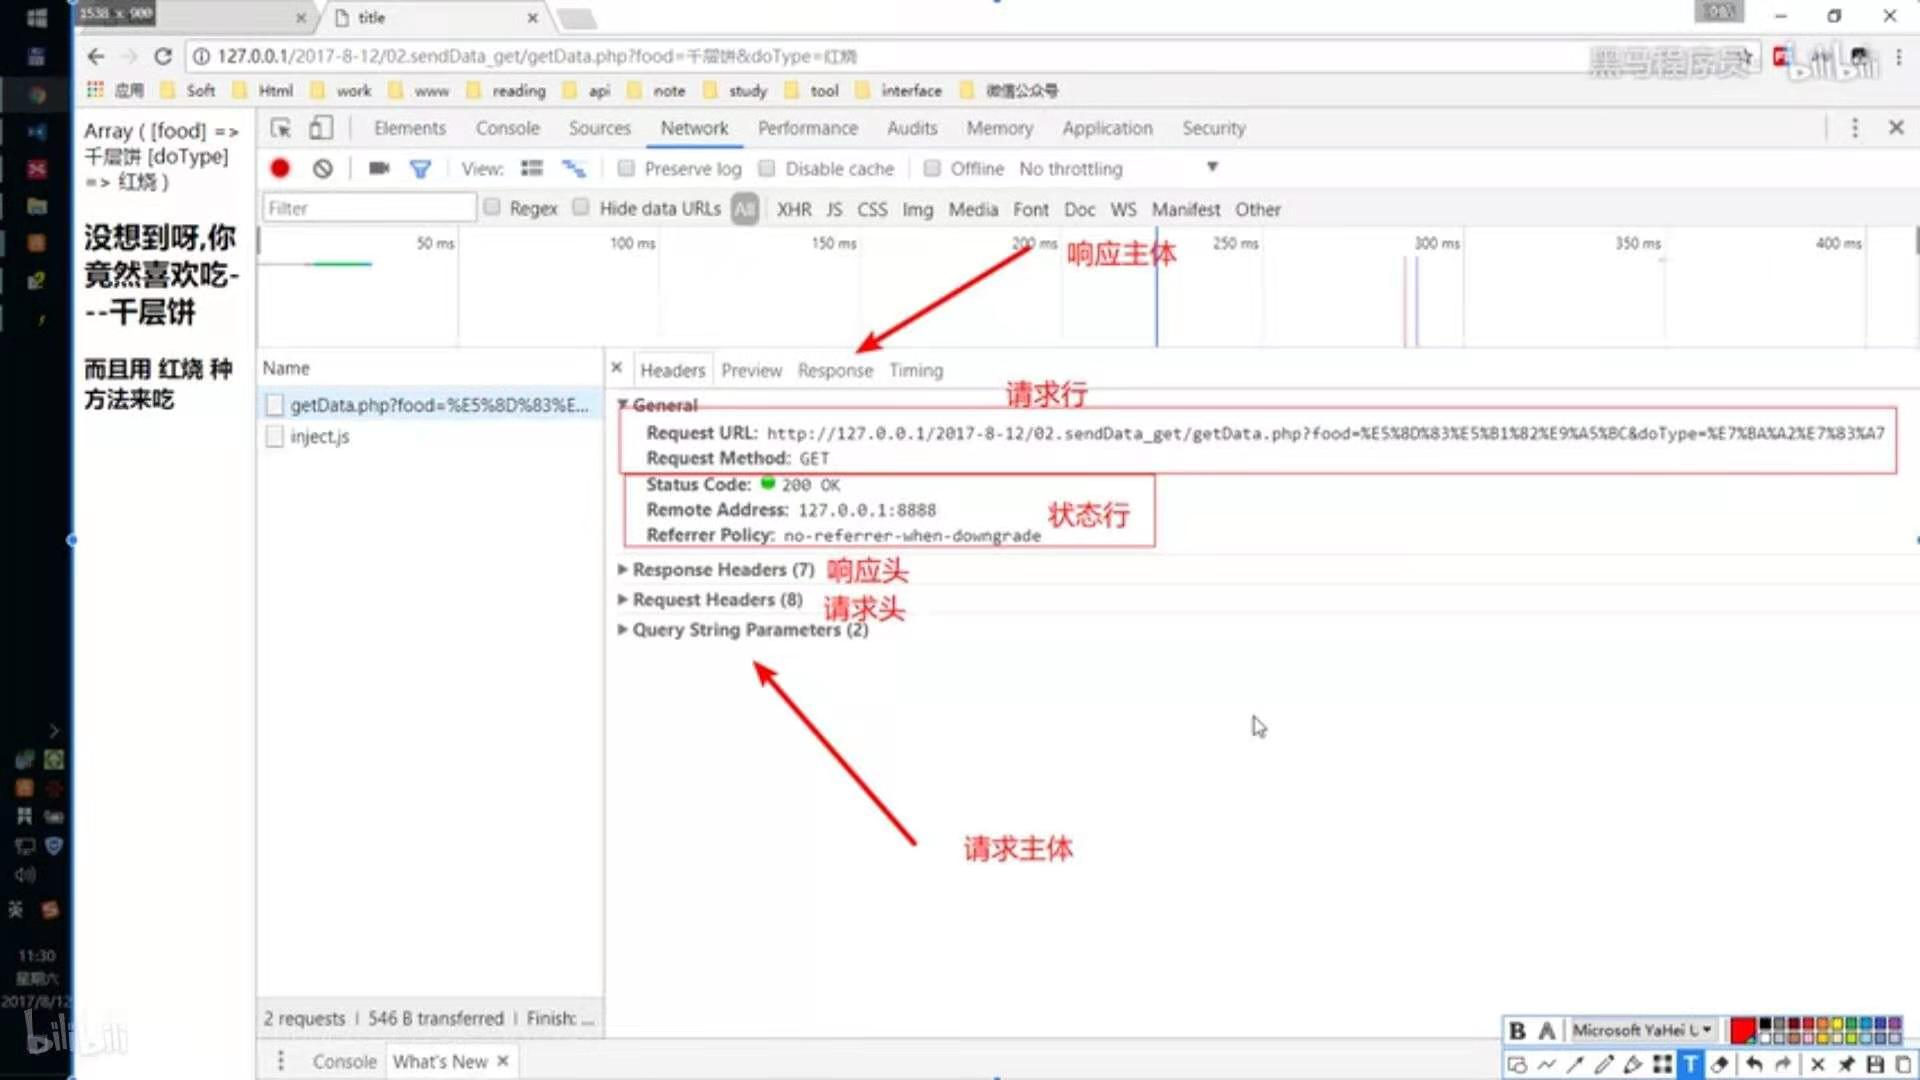 1538 x 900
title
127.0.0.1/2017-8-12/02.sendData_get/getData.php?food=千层饼&doType=红烧
黑马程序员
bilibili
应用 Soft Html work www reading api note study tool interface 微信公众号
Array ( [food] =>
千层饼 [doType]
=> 红烧 )
没想到呀,你
竟然喜欢吃-
--千层饼
而且用 红烧 种
方法来吃
Elements Console Sources Network Performance Audits Memory Application Security
View: Preserve log Disable cache Offline No throttling
Filter Regex Hide data URLs All XHR JS CSS Img Media Font Doc WS Manifest Other
50 ms 100 ms 150 ms 200 ms 250 ms 300 ms 350 ms 400 ms
响应主体
Name
getData.php?food=%E5%8D%83%E...
inject.js
Headers Preview Response Timing
请求行
General
Request URL: http://127.0.0.1/2017-8-12/02.sendData_get/getData.php?food=%E5%8D%83%E5%B1%82%E9%A5%BC&doType=%E7%BA%A2%E7%83%A7
Request Method: GET
Status Code: 200 OK
Remote Address: 127.0.0.1:8888
状态行
Referrer Policy: no-referrer-when-downgrade
Response Headers (7) 响应头
Request Headers (8) 请求头
Query String Parameters (2)
请求主体
英
11:30
星期六
2017/8/12
bilibili
2 requests | 546 B transferred | Finish: ...
Console What's New
B A Microsoft YaHei U
T